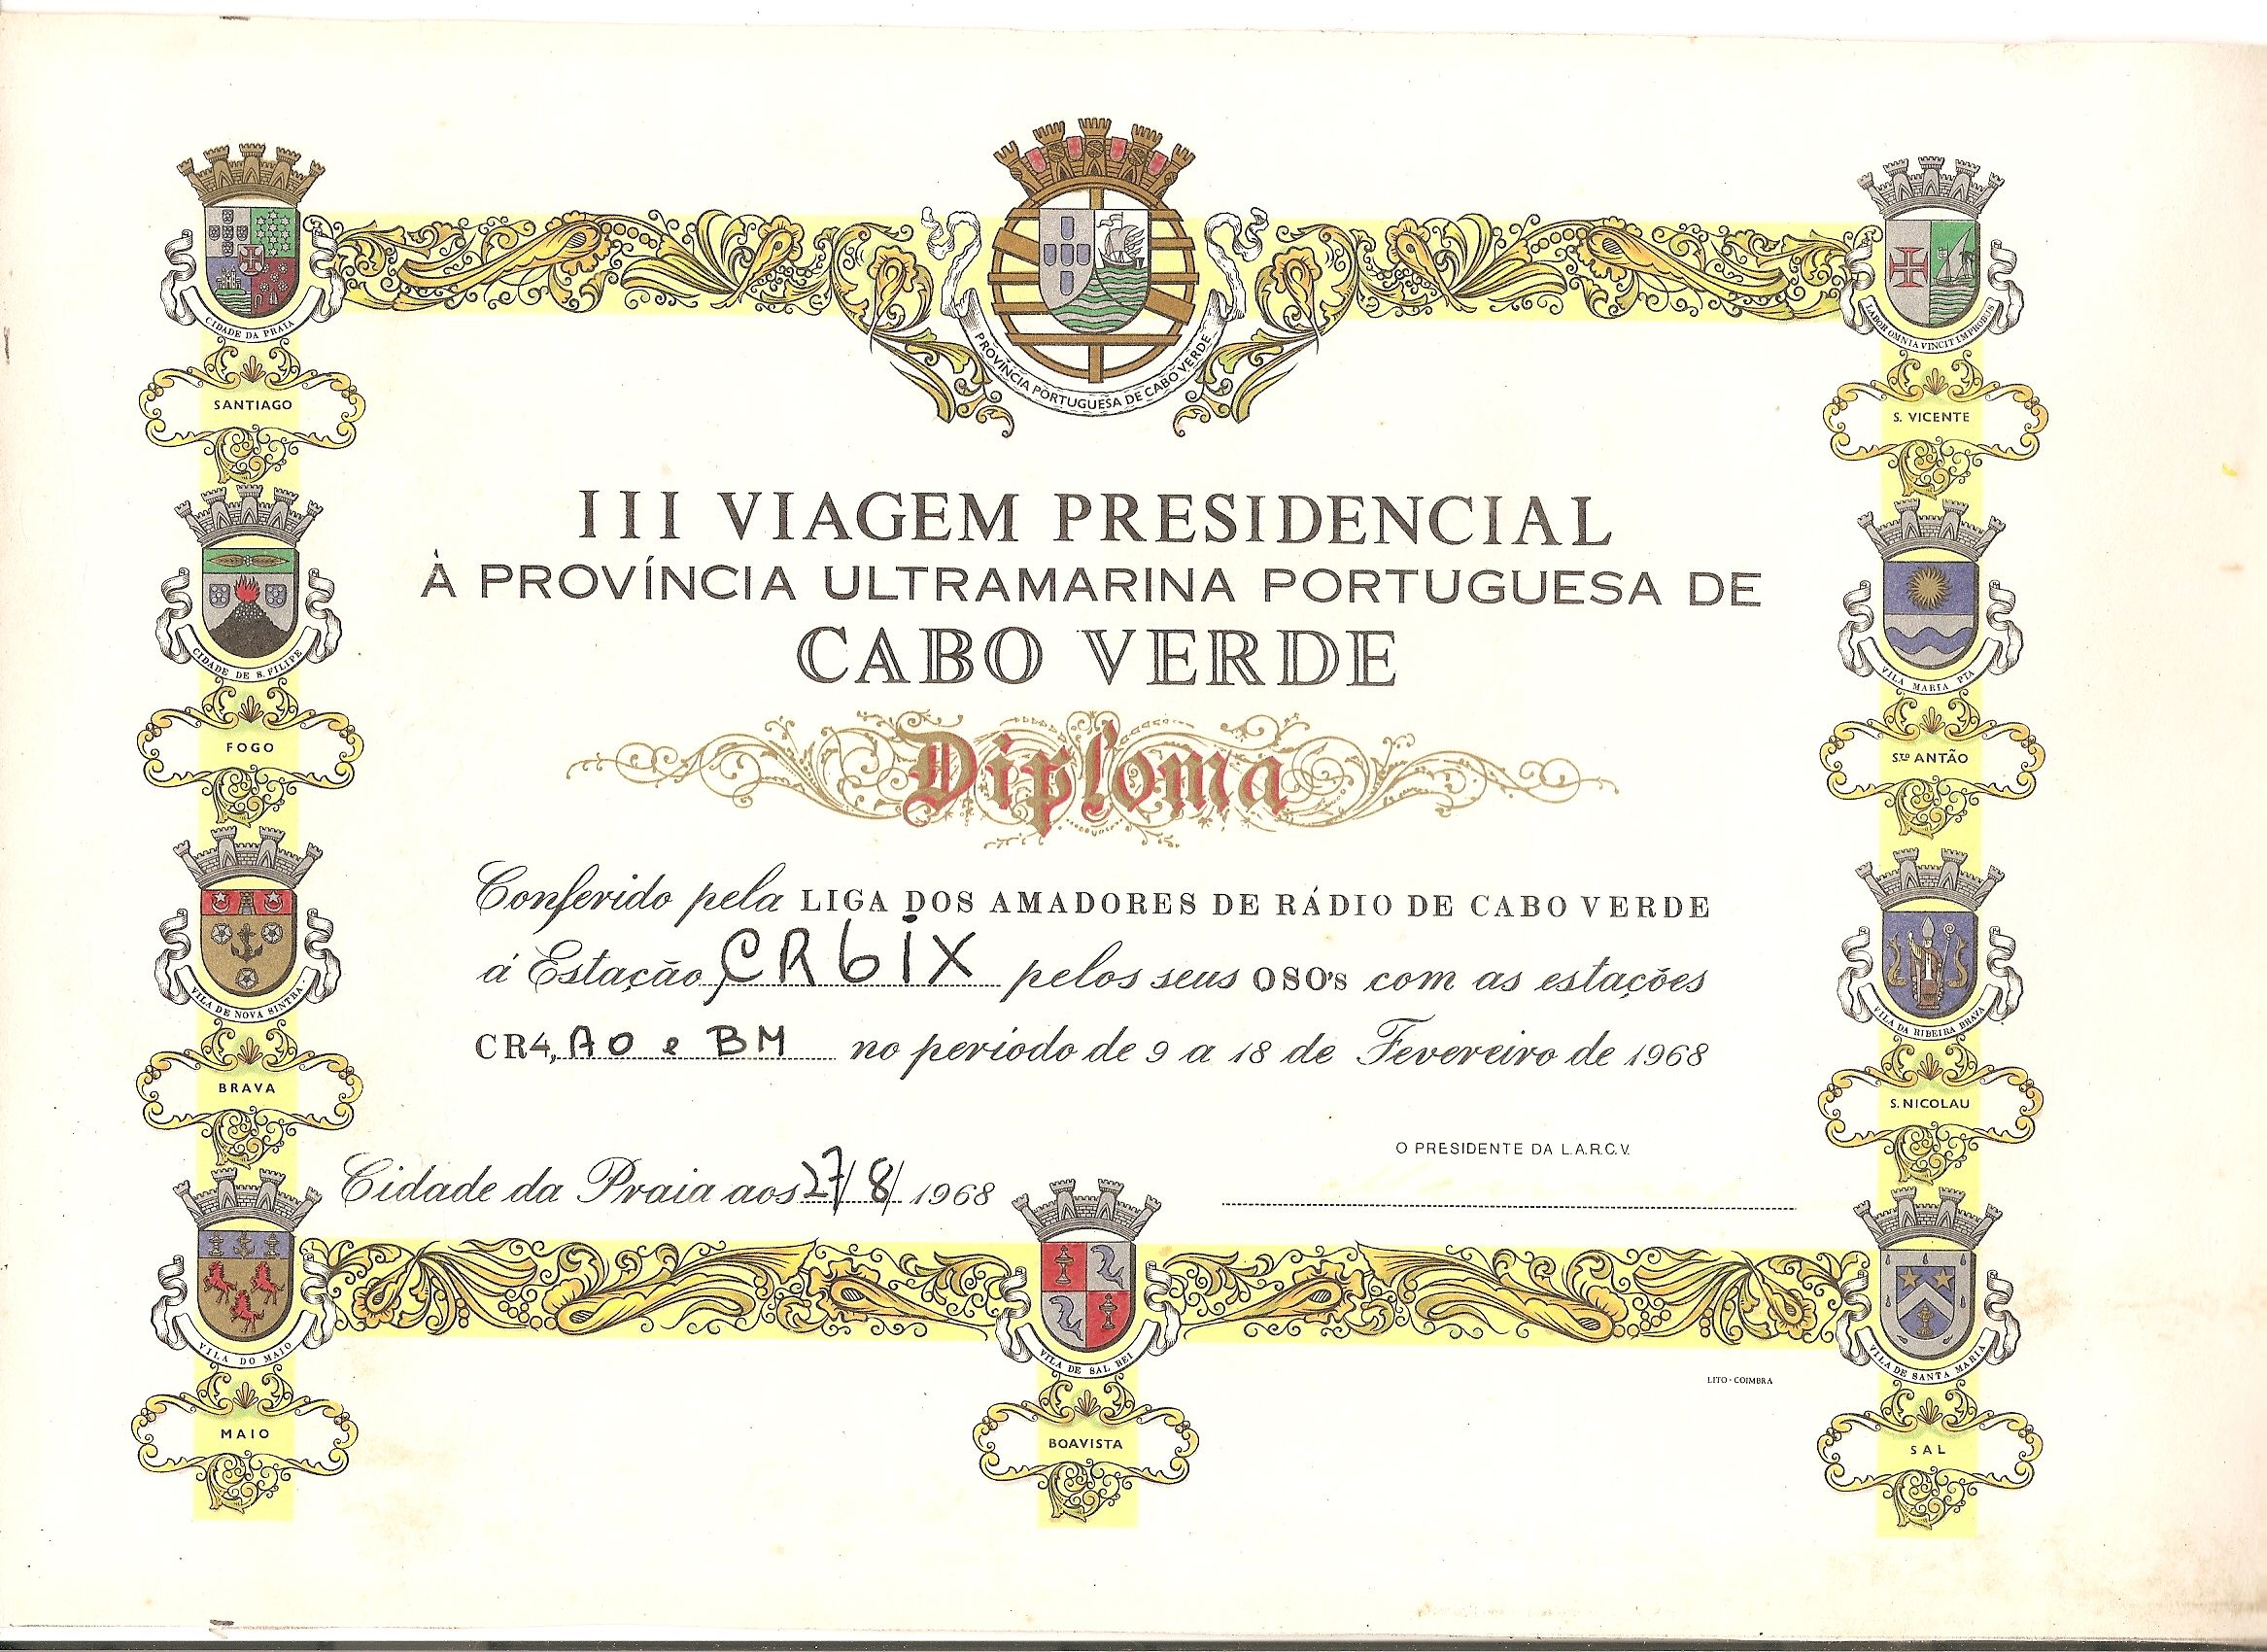 CIDADE DA PRAIA
SANTIAGO
PROVÍNCIA PORTUGUESA DE CABO VERDE
LABOR OMNIA VINCIT IMPROBUS
S. VICENTE
III VIAGEM PRESIDENCIAL
À PROVÍNCIA ULTRAMARINA PORTUGUESA DE
CABO VERDE
Diploma
Conferido pela LIGA DOS AMADORES DE RÁDIO DE CABO VERDE
á Estação CR6IX pelos seus QSO's com as estações
CR4, AO e BM no período de 9 a 18 de Fevereiro de 1968
O PRESIDENTE DA L.A.R.C.V.
Cidade da Praia aos 27/8/1968
CIDADE DE S. FILIPE
FOGO
VILA MARIA PIA
Sto ANTÃO
VILA DE NOVA SINTRA
BRAVA
VILA DA RIBEIRA BRAVA
S. NICOLAU
VILA DO MAIO
MAIO
VILA DE SAL REI
BOAVISTA
VILA DE SANTA MARIA
SAL
LITO - COIMBRA